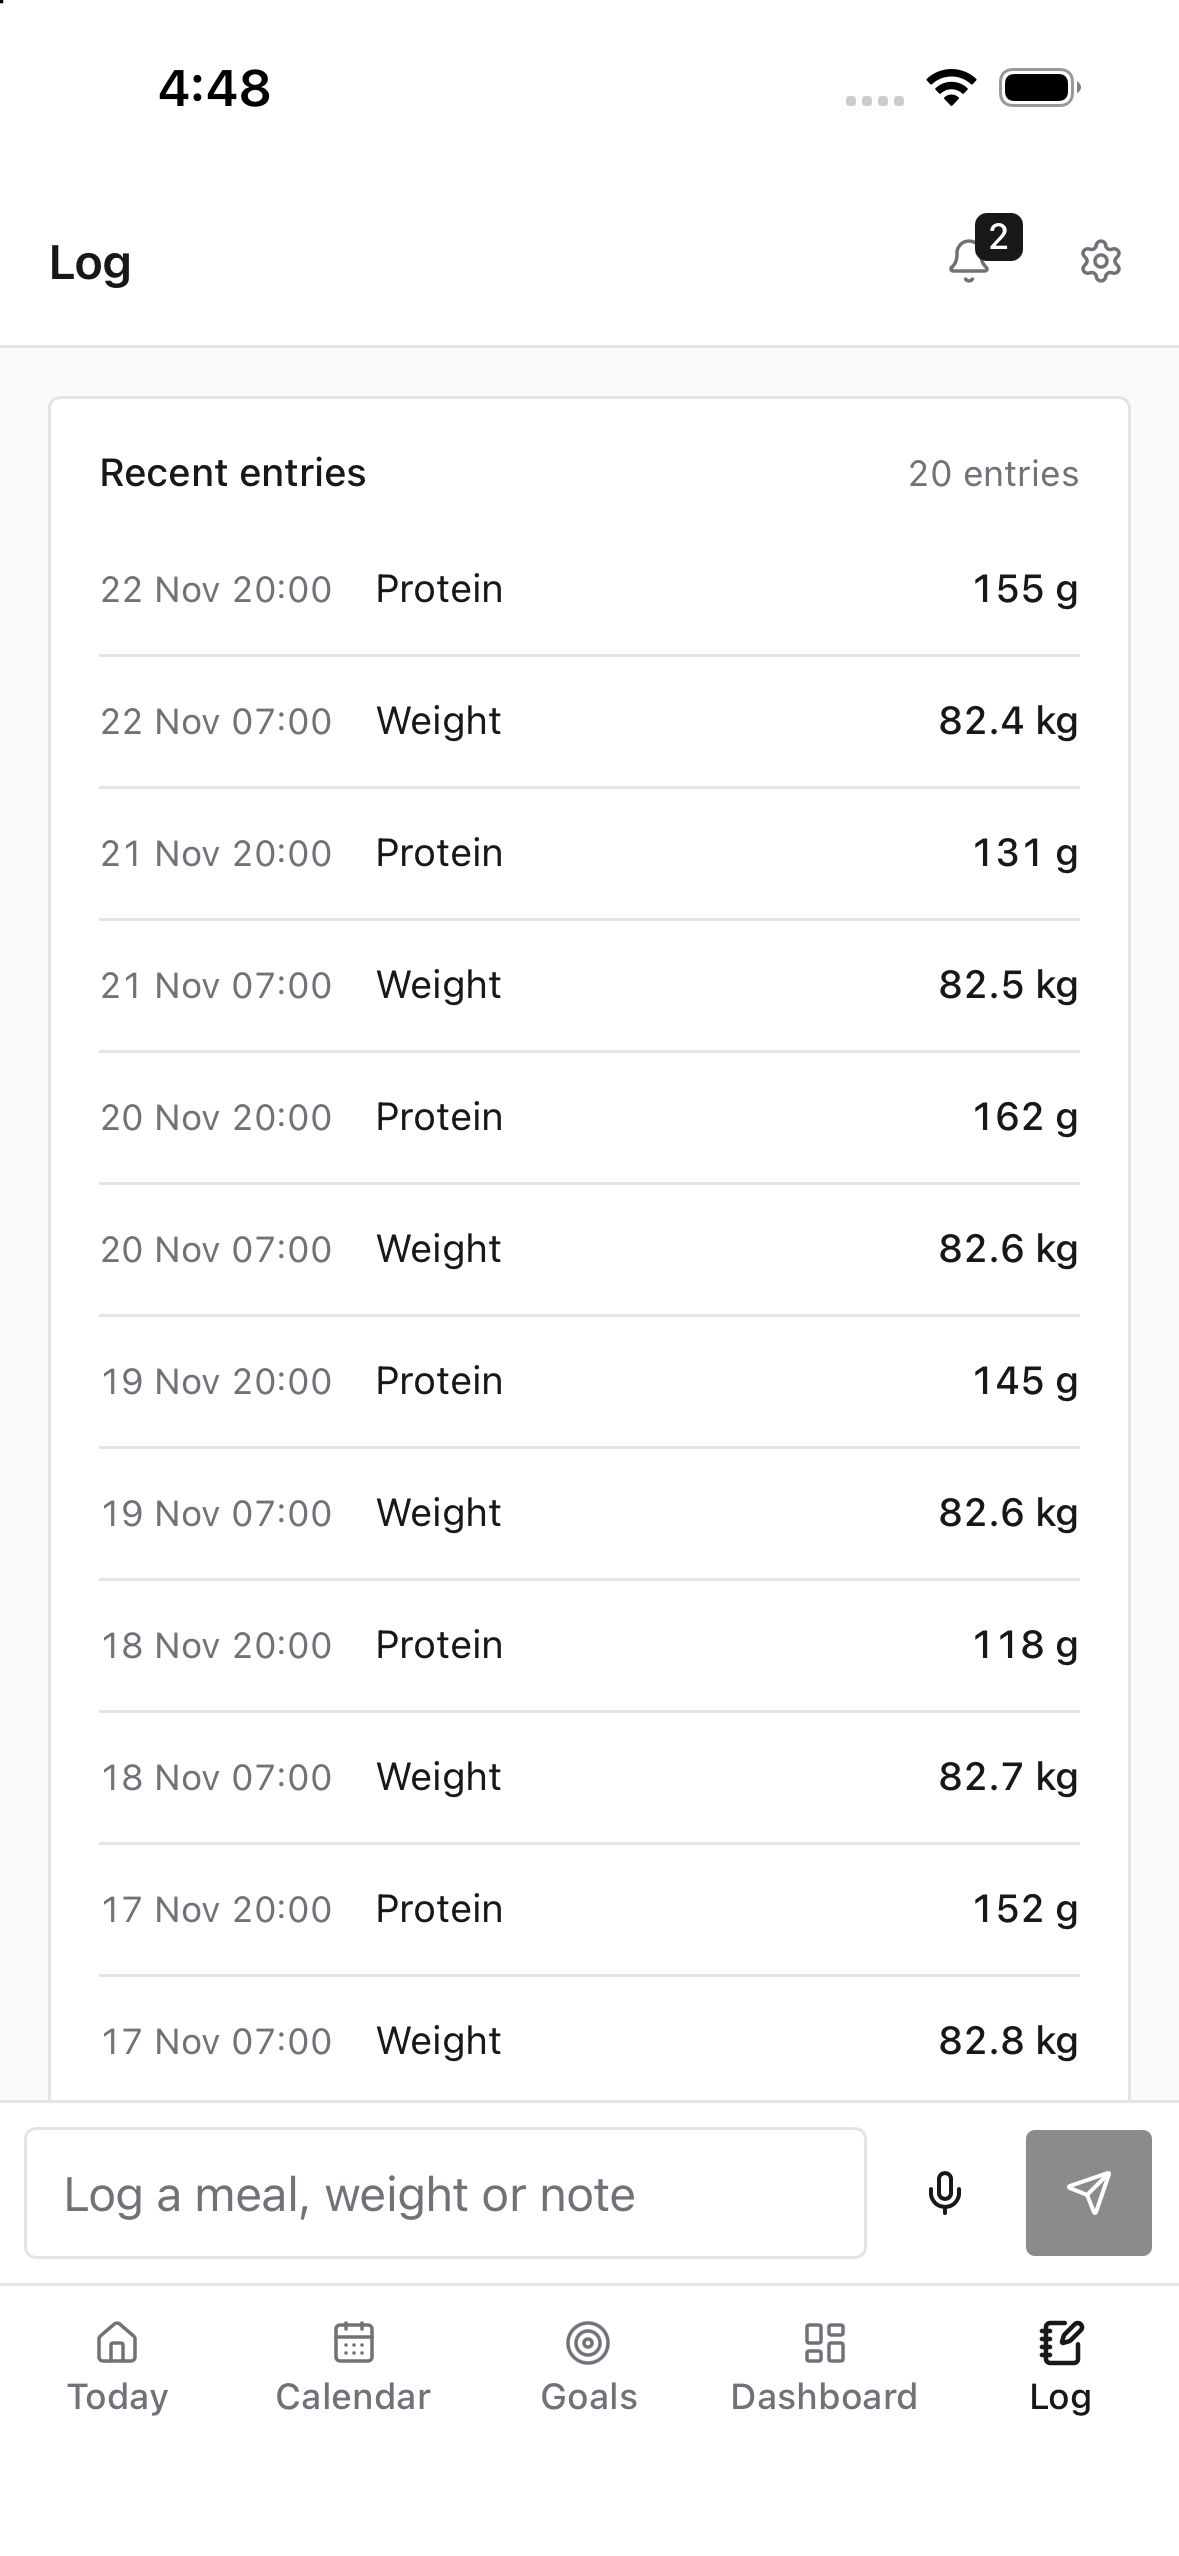 4:48
Log
2
Recent entries 20 entries
22 Nov 20:00 Protein 155 g
22 Nov 07:00 Weight 82.4 kg
21 Nov 20:00 Protein 131 g
21 Nov 07:00 Weight 82.5 kg
20 Nov 20:00 Protein 162 g
20 Nov 07:00 Weight 82.6 kg
19 Nov 20:00 Protein 145 g
19 Nov 07:00 Weight 82.6 kg
18 Nov 20:00 Protein 118 g
18 Nov 07:00 Weight 82.7 kg
17 Nov 20:00 Protein 152 g
17 Nov 07:00 Weight 82.8 kg
Log a meal, weight or note
Today Calendar Goals Dashboard Log